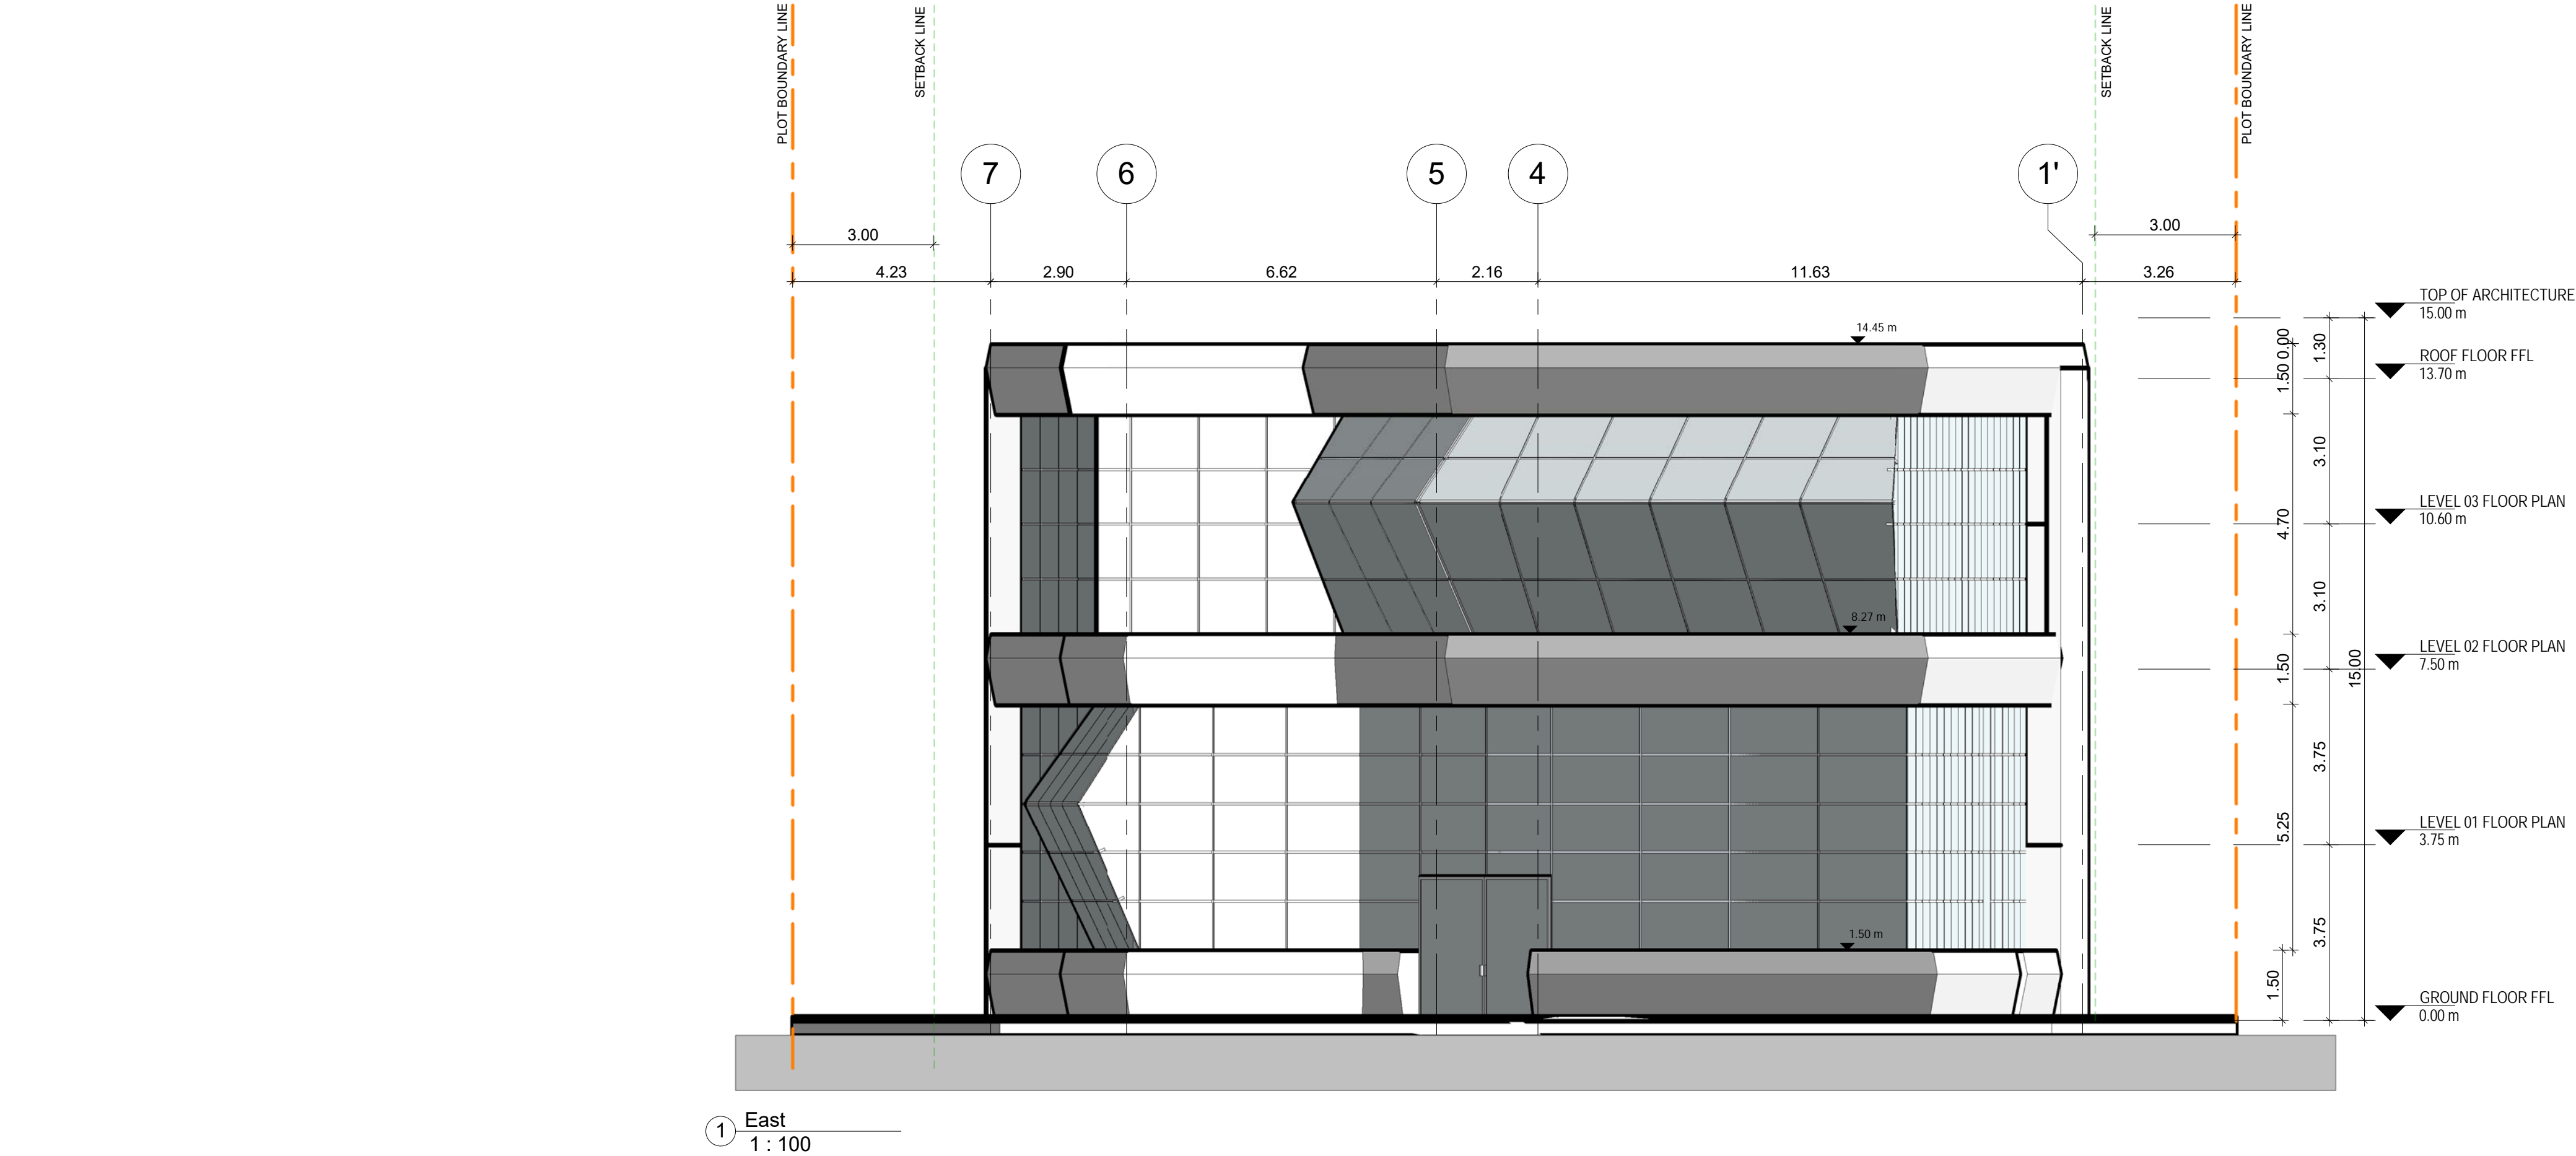 PLOT BOUNDARY LINE
SETBACK LINE
SETBACK LINE
PLOT BOUNDARY LINE
7
6
5
4
1'
3.00
3.00
4.23
2.90
6.62
2.16
11.63
3.26
TOP OF ARCHITECTURE
15.00 m
14.45 m
0.00
1.30
1.50
ROOF FLOOR FFL
13.70 m
3.10
LEVEL 03 FLOOR PLAN
10.60 m
4.70
3.10
8.27 m
LEVEL 02 FLOOR PLAN
7.50 m
1.50
15.00
3.75
LEVEL 01 FLOOR PLAN
3.75 m
5.25
3.75
1.50 m
1.50
GROUND FLOOR FFL
0.00 m
1
East
1 : 100